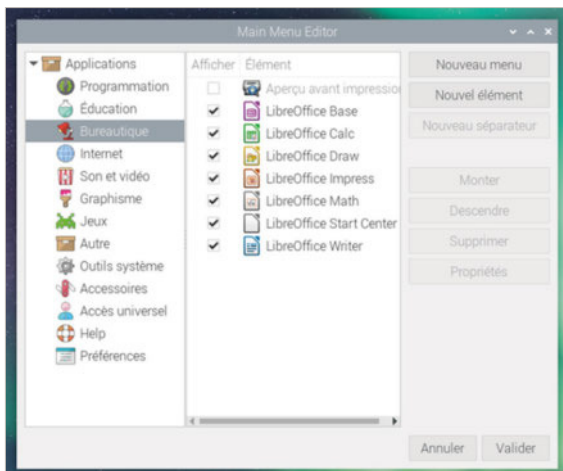 Main Menu Editor
Applications
Programmation
Éducation
Bureautique
Internet
Son et vidéo
Graphisme
Jeux
Autre
Outils système
Accessoires
Accès universel
Help
Préférences
Afficher Élément
Aperçu avant impression
LibreOffice Base
LibreOffice Calc
LibreOffice Draw
LibreOffice Impress
LibreOffice Math
LibreOffice Start Center
LibreOffice Writer
Nouveau menu
Nouvel élément
Nouveau séparateur
Monter
Descendre
Supprimer
Propriétés
Annuler Valider